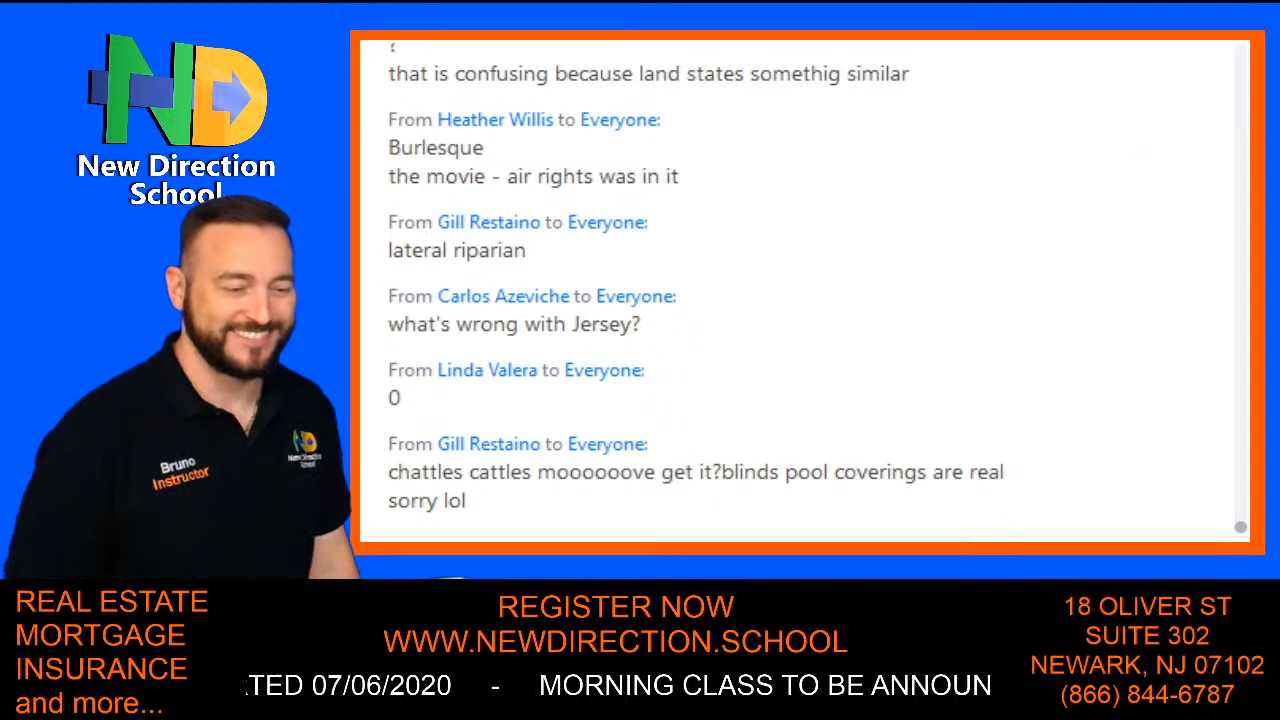 ND
New Direction
School
that is confusing because land states somethig similar
From Heather Willis to Everyone:
Burlesque
the movie - air rights was in it
From Gill Restaino to Everyone:
lateral riparian
From Carlos Azeviche to Everyone:
what's wrong with Jersey?
From Linda Valera to Everyone:
0
From Gill Restaino to Everyone:
chattles cattles moooooove get it?blinds pool coverings are real
sorry lol
Bruno
Instructor
ND
New Direction
School
REAL ESTATE
MORTGAGE
INSURANCE
and more...
REGISTER NOW
WWW.NEWDIRECTION.SCHOOL
TED 07/06/2020 - MORNING CLASS TO BE ANNOUN
18 OLIVER ST
SUITE 302
NEWARK, NJ 07102
(866) 844-6787